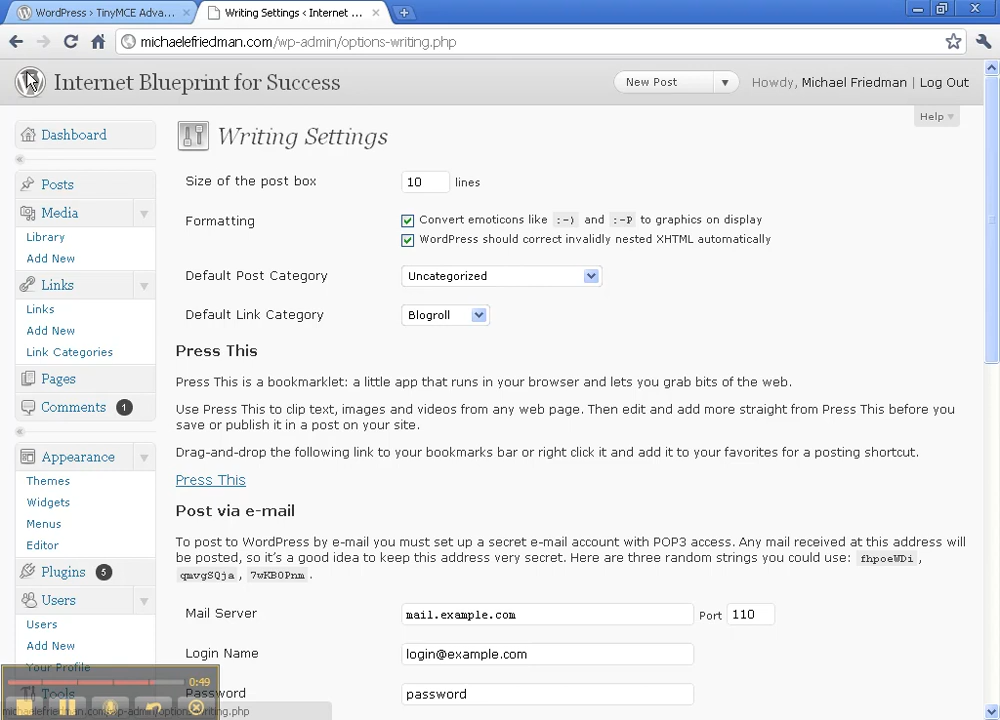 WordPress › TinyMCE Adva...
Writing Settings ‹ Internet ...
michaelefriedman.com/wp-admin/options-writing.php
Internet Blueprint for Success
New Post
Howdy, Michael Friedman | Log Out
Help
Dashboard
Posts
Media
Library
Add New
Links
Links
Add New
Link Categories
Pages
Comments 1
Appearance
Themes
Widgets
Menus
Editor
Plugins 5
Users
Users
Add New
Your Profile
Tools
0:49
michaelefriedman.com/wp-admin/options-writing.php
Writing Settings
Size of the post box 10 lines
Formatting
Convert emoticons like :-) and :-P to graphics on display
WordPress should correct invalidly nested XHTML automatically
Default Post Category Uncategorized
Default Link Category Blogroll
Press This
Press This is a bookmarklet: a little app that runs in your browser and lets you grab bits of the web.
Use Press This to clip text, images and videos from any web page. Then edit and add more straight from Press This before you
save or publish it in a post on your site.
Drag-and-drop the following link to your bookmarks bar or right click it and add it to your favorites for a posting shortcut.
Press This
Post via e-mail
To post to WordPress by e-mail you must set up a secret e-mail account with POP3 access. Any mail received at this address will
be posted, so it's a good idea to keep this address very secret. Here are three random strings you could use: fhpoeWDi ,
qmvgSQja , 7wKBOPnm .
Mail Server mail.example.com Port 110
Login Name login@example.com
Password password